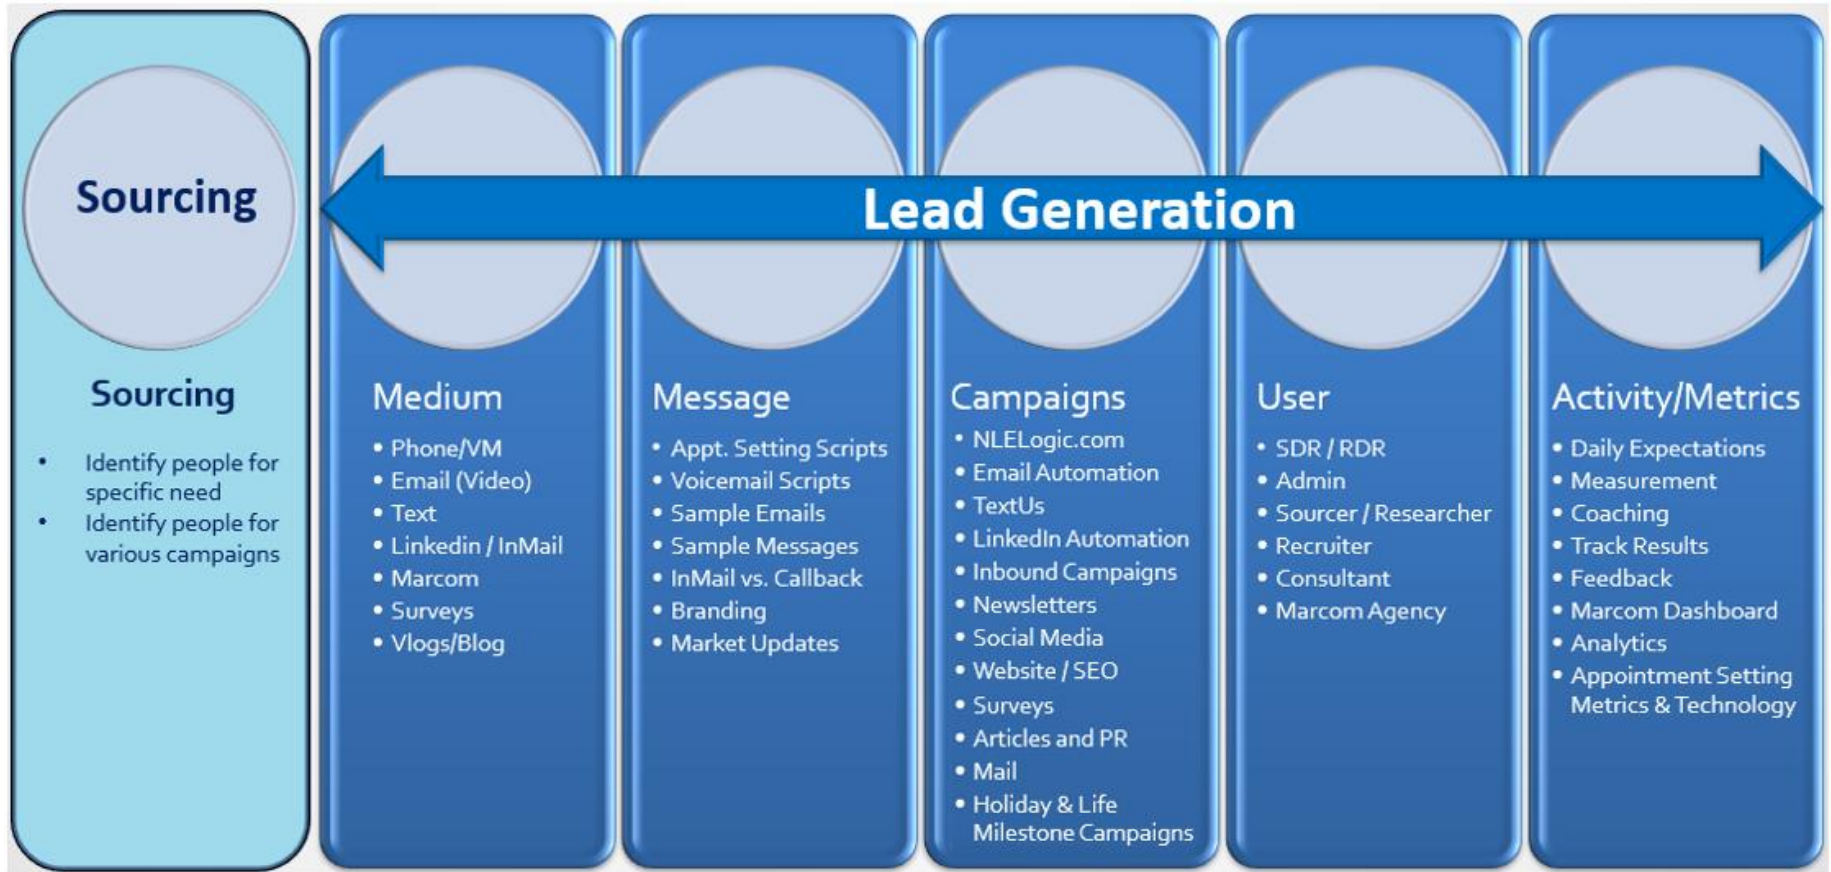 Sourcing
Lead Generation
Sourcing
• Identify people for
specific need
• Identify people for
various campaigns
Medium
• Phone/VM
• Email (Video)
• Text
• Linkedin / InMail
• Marcom
• Surveys
• Vlogs/Blog
Message
• Appt. Setting Scripts
• Voicemail Scripts
• Sample Emails
• Sample Messages
• InMail vs. Callback
• Branding
• Market Updates
Campaigns
• NLELogic.com
• Email Automation
• TextUs
• LinkedIn Automation
• Inbound Campaigns
• Newsletters
• Social Media
• Website / SEO
• Surveys
• Articles and PR
• Mail
• Holiday & Life
Milestone Campaigns
User
• SDR / RDR
• Admin
• Sourcer / Researcher
• Recruiter
• Consultant
• Marcom Agency
Activity/Metrics
• Daily Expectations
• Measurement
• Coaching
• Track Results
• Feedback
• Marcom Dashboard
• Analytics
• Appointment Setting
Metrics & Technology